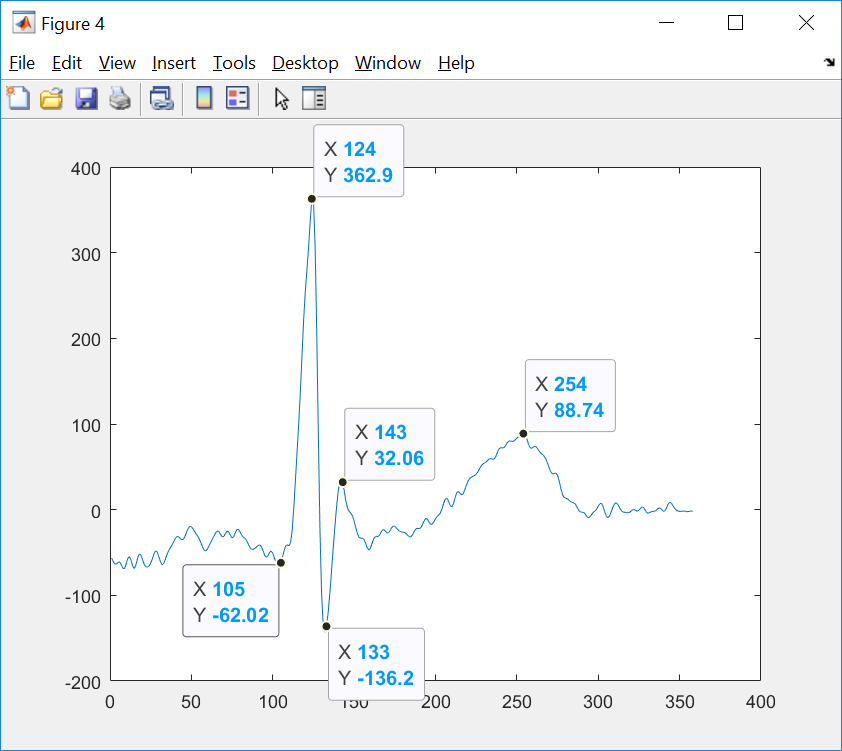 Figure 4
File Edit View Insert Tools Desktop Window Help
X 124
Y 362.9
400
300
200
100
0
-100
-200
X 254
Y 88.74
X 143
Y 32.06
X 105
Y -62.02
X 133
Y -136.2
0 50 100 150 200 250 300 350 400